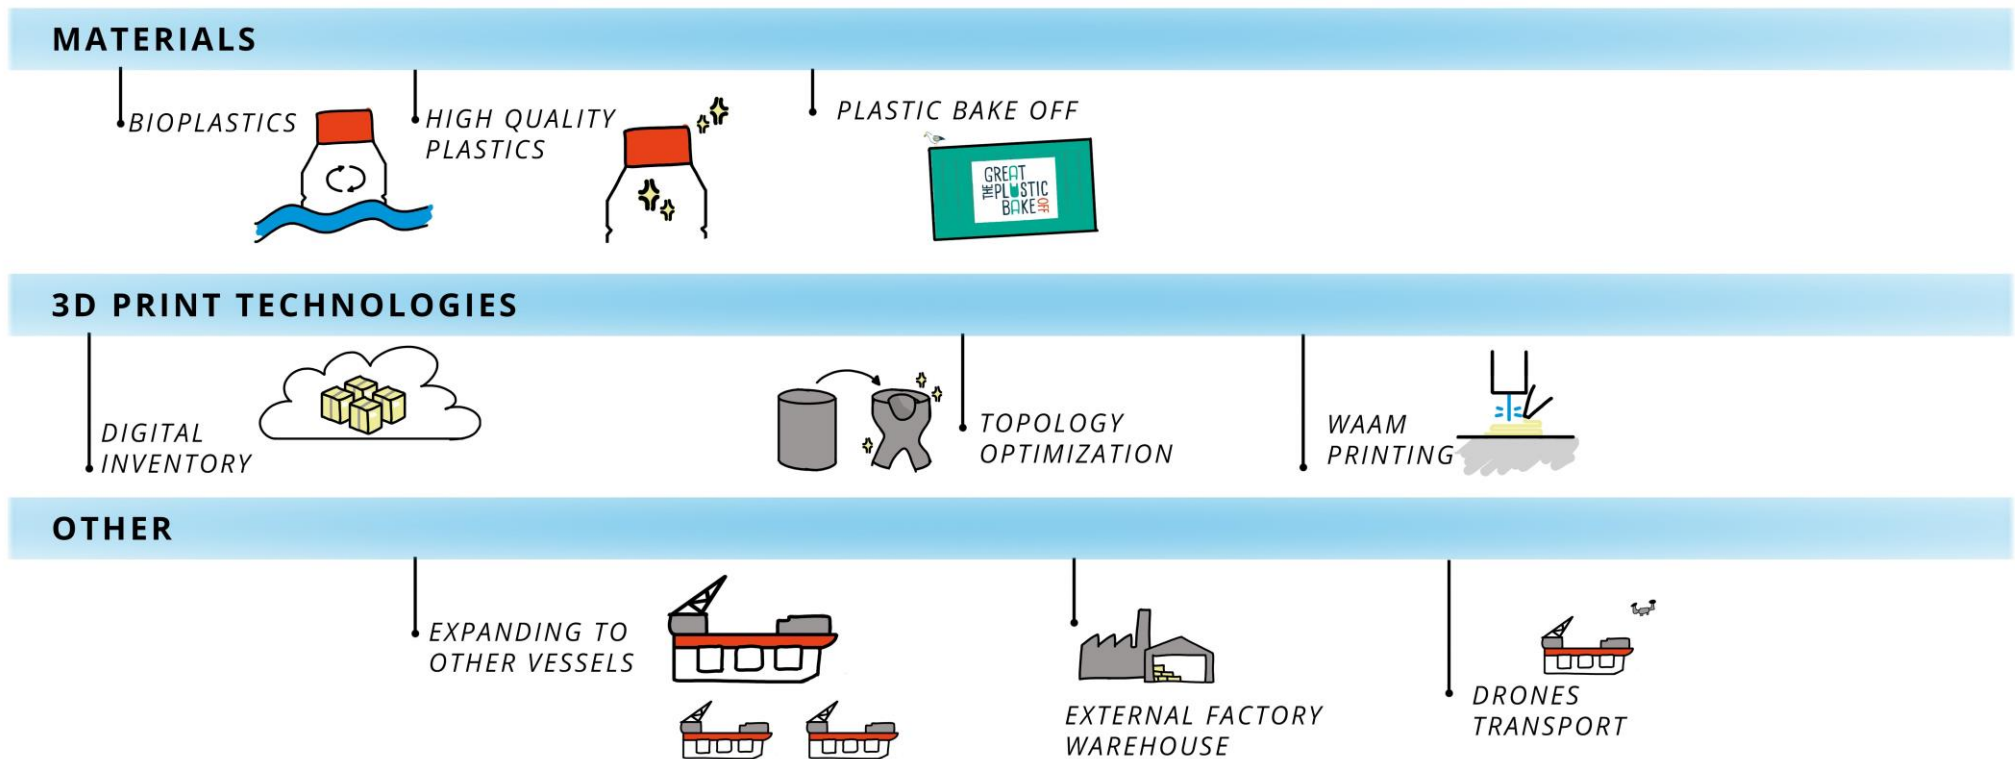 MATERIALS
BIOPLASTICS
HIGH QUALITY
PLASTICS
PLASTIC BAKE OFF
THE
GREAT
PLASTIC
BAKE
OFF
3D PRINT TECHNOLOGIES
DIGITAL
INVENTORY
TOPOLOGY
OPTIMIZATION
WAAM
PRINTING
OTHER
EXPANDING TO
OTHER VESSELS
EXTERNAL FACTORY
WAREHOUSE
DRONES
TRANSPORT